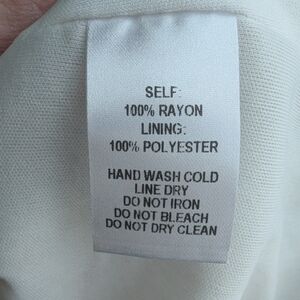 SELF:
100% RAYON
LINING:
100% POLYESTER
HAND WASH COLD
LINE DRY
DO NOT IRON
DO NOT BLEACH
DO NOT DRY CLEAN